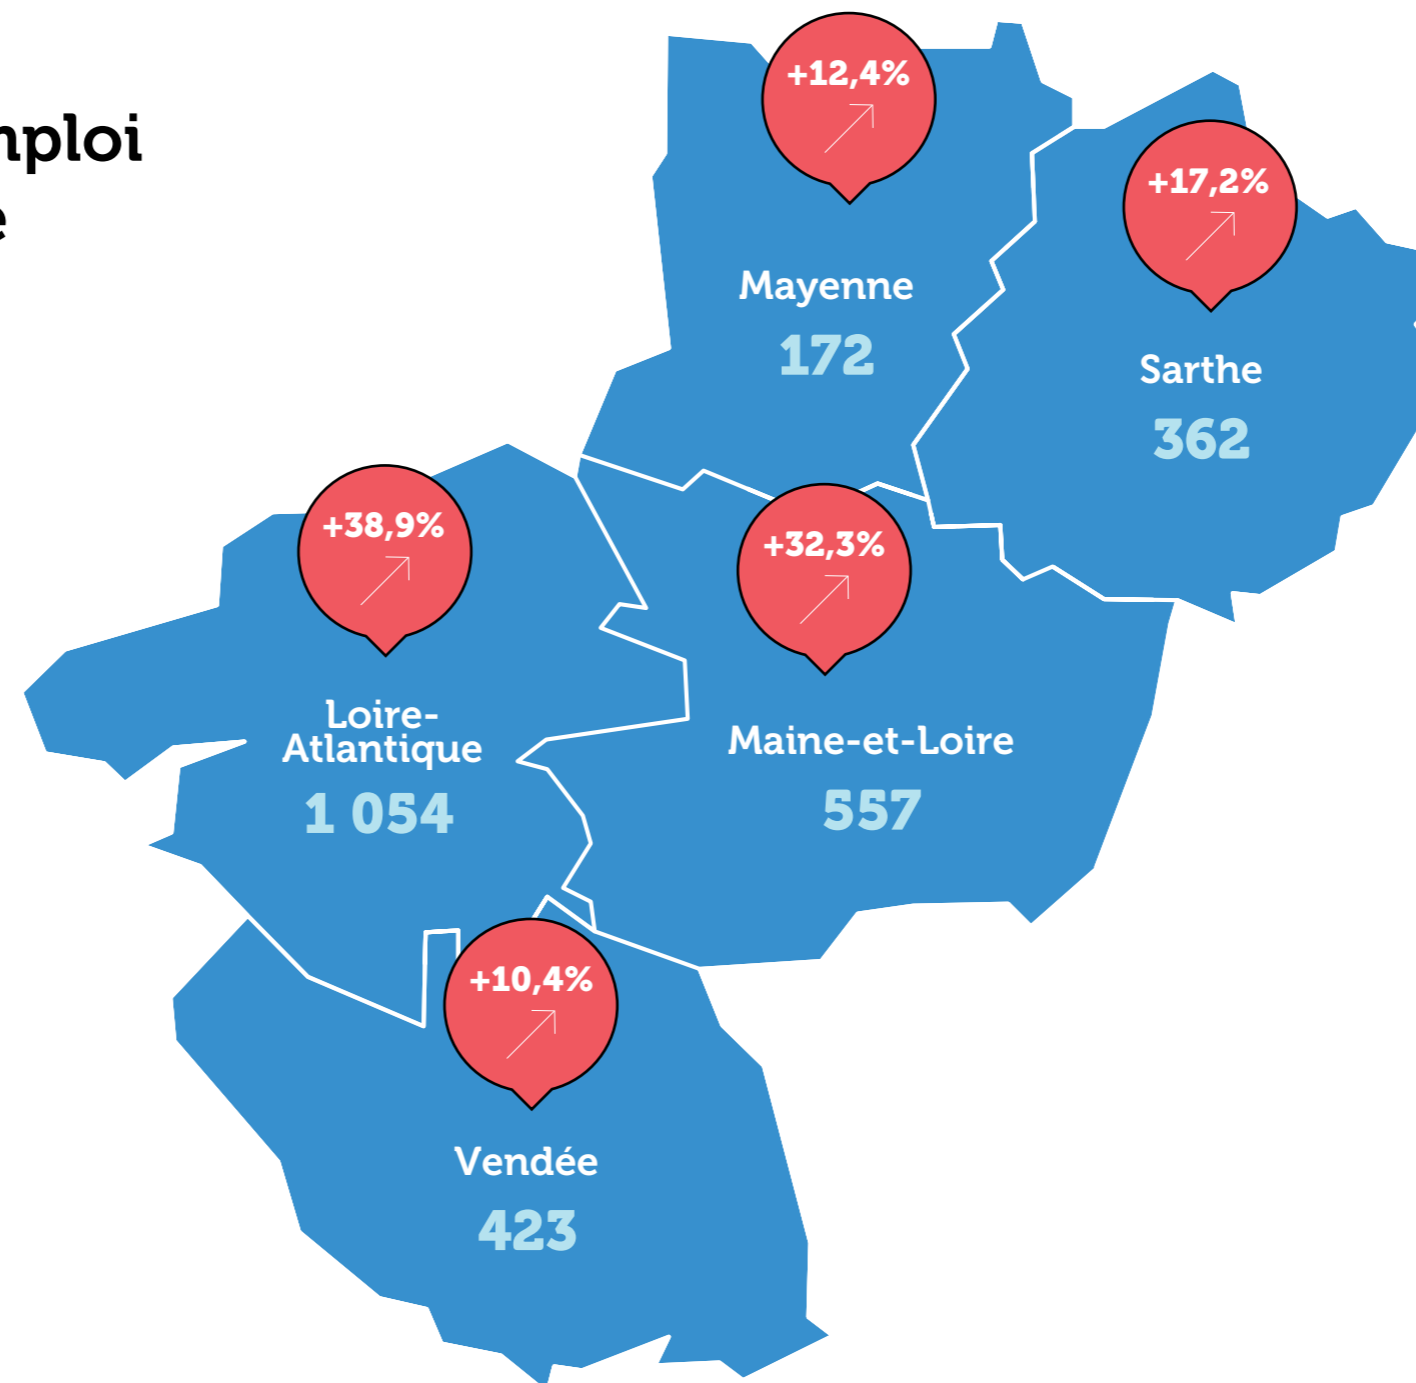 +12,4%
+17,2%
Mayenne
172
Sarthe
362
+38,9%
+32,3%
Loire-
Atlantique
1 054
Maine-et-Loire
557
+10,4%
Vendée
423